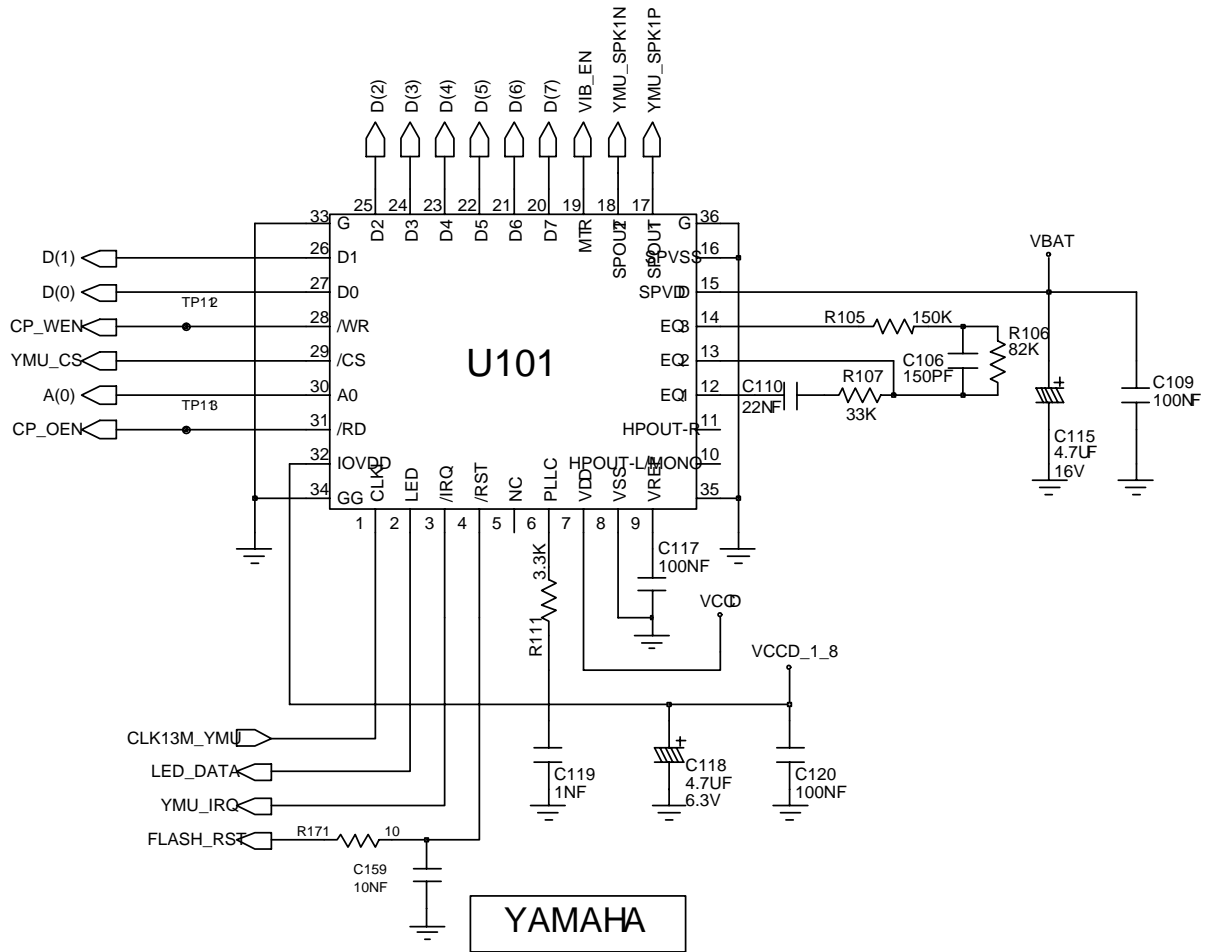 D(2)
D(3)
D(4)
D(5)
D(6)
D(7)
VIB_EN
YMU_SPK1N
YMU_SPK1P
25
24
23
22
21
20
19
18
17
33
G
D2
D3
D4
D5
D6
D7
MTR
SPOU2
SPOUT1
G
36
D(1)
26
D1
SPVSS
16
VBAT
D(0)
27
D0
SPVDD
15
CP_WEN
TP112
28
/WR
EQ3
14
R105
150K
R106
82K
YMU_CS
29
/CS
U101
EQ2
13
C106
150PF
A(0)
30
A0
EQ1
12
C110
22NF
R107
33K
C109
100NF
CP_OEN
TP113
31
/RD
HPOUT-R
11
C115
4.7UF
16V
32
IOVDD
HPOUT-L/MONO
10
34
GG
CLKI
LED
/IRQ
/RST
NC
PLLC
VDD
VSS
VREF
35
1
2
3
4
5
6
7
8
9
3.3K
R111
C117
100NF
VCCD
VCCD_1_8
CLK13M_YMU
LED_DATA
YMU_IRQ
FLASH_RST
R171
10
C119
1NF
C118
4.7UF
6.3V
C120
100NF
C159
10NF
YAMAHA